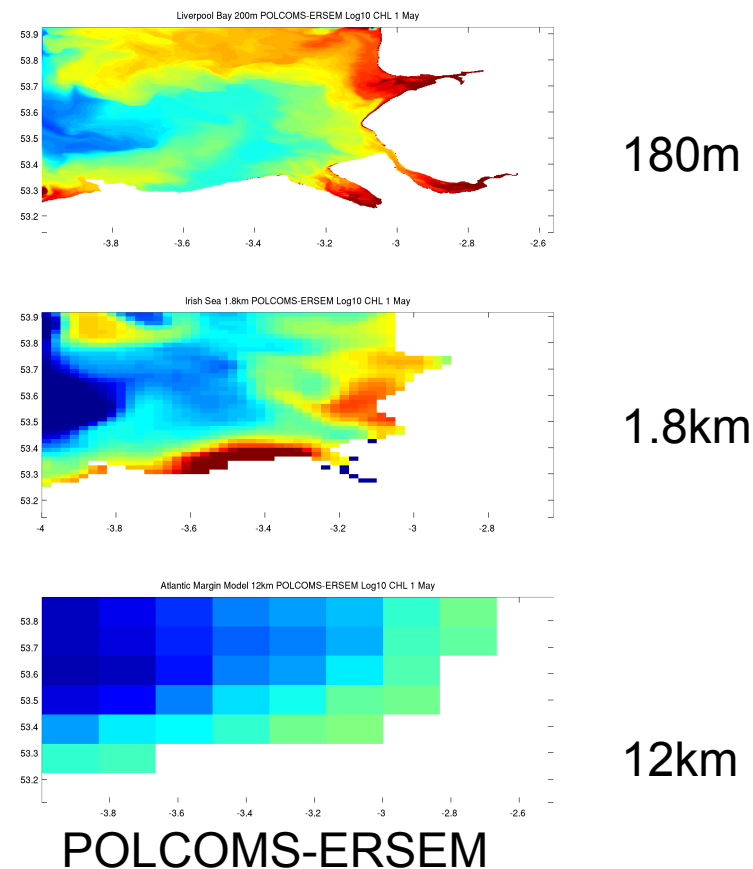 Liverpool Bay 200m POLCOMS-ERSEM Log10 CHL 1 May
53.9
53.8
53.7
53.6
53.5
53.4
53.3
53.2
-3.8 -3.6 -3.4 -3.2 -3 -2.8 -2.6
180m
Irish Sea 1.8km POLCOMS-ERSEM Log10 CHL 1 May
53.9
53.8
53.7
53.6
53.5
53.4
53.3
53.2
-4 -3.8 -3.6 -3.4 -3.2 -3 -2.8
1.8km
Atlantic Margin Model 12km POLCOMS-ERSEM Log10 CHL 1 May
53.8
53.7
53.6
53.5
53.4
53.3
53.2
-3.8 -3.6 -3.4 -3.2 -3 -2.8 -2.6
12km
POLCOMS-ERSEM